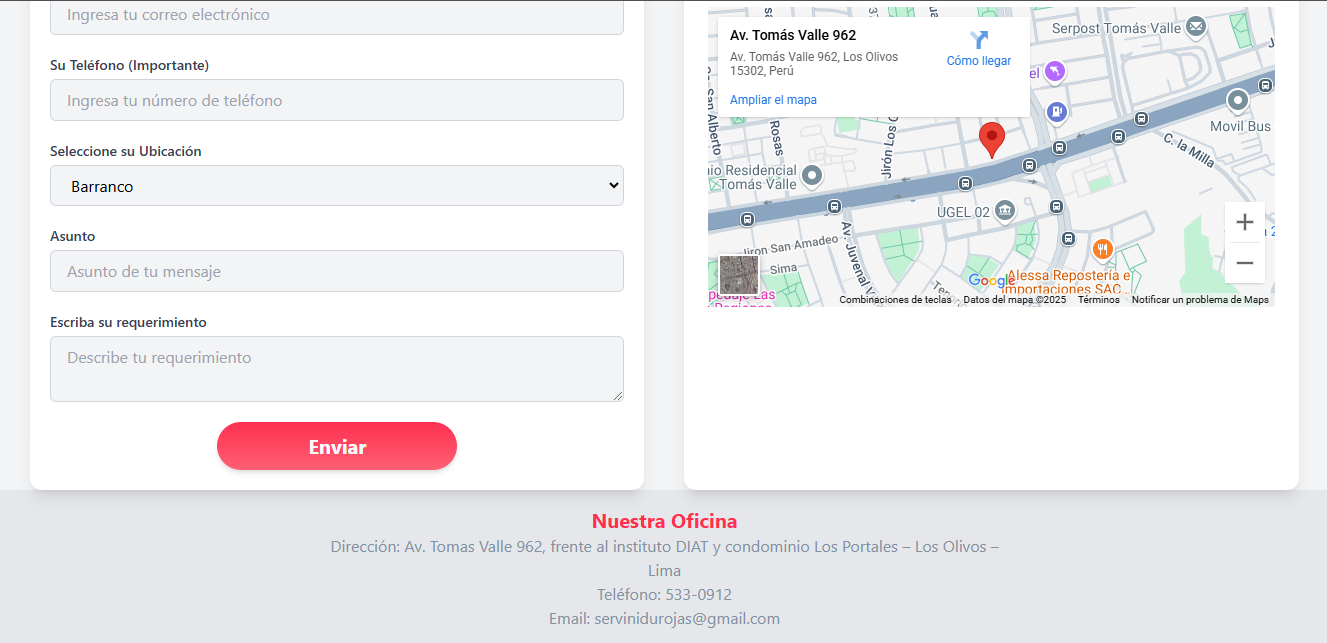 Ingresa tu correo electrónico
Su Teléfono (Importante)
Ingresa tu número de teléfono
Seleccione su Ubicación
Barranco
Asunto
Asunto de tu mensaje
Escriba su requerimiento
Describe tu requerimiento
Enviar
Av. Tomás Valle 962
Av. Tomás Valle 962, Los Olivos
15302, Perú
Cómo llegar
Ampliar el mapa
Serpost Tomás Valle
el
San Alberto
Rosas
Jirón Los O
Movil Bus
C. la Milla
nio Residencial
Tomás Valle
UGEL 02
Jiron San Amadeo
Sima
Av. Juvenal V
Google
Alessa Repostería e
importaciones SAC...
Combinaciones de teclas
Datos del mapa ©2025
Términos
Notificar un problema de Maps
Nuestra Oficina
Dirección: Av. Tomas Valle 962, frente al instituto DIAT y condominio Los Portales – Los Olivos –
Lima
Teléfono: 533-0912
Email: servinidurojas@gmail.com